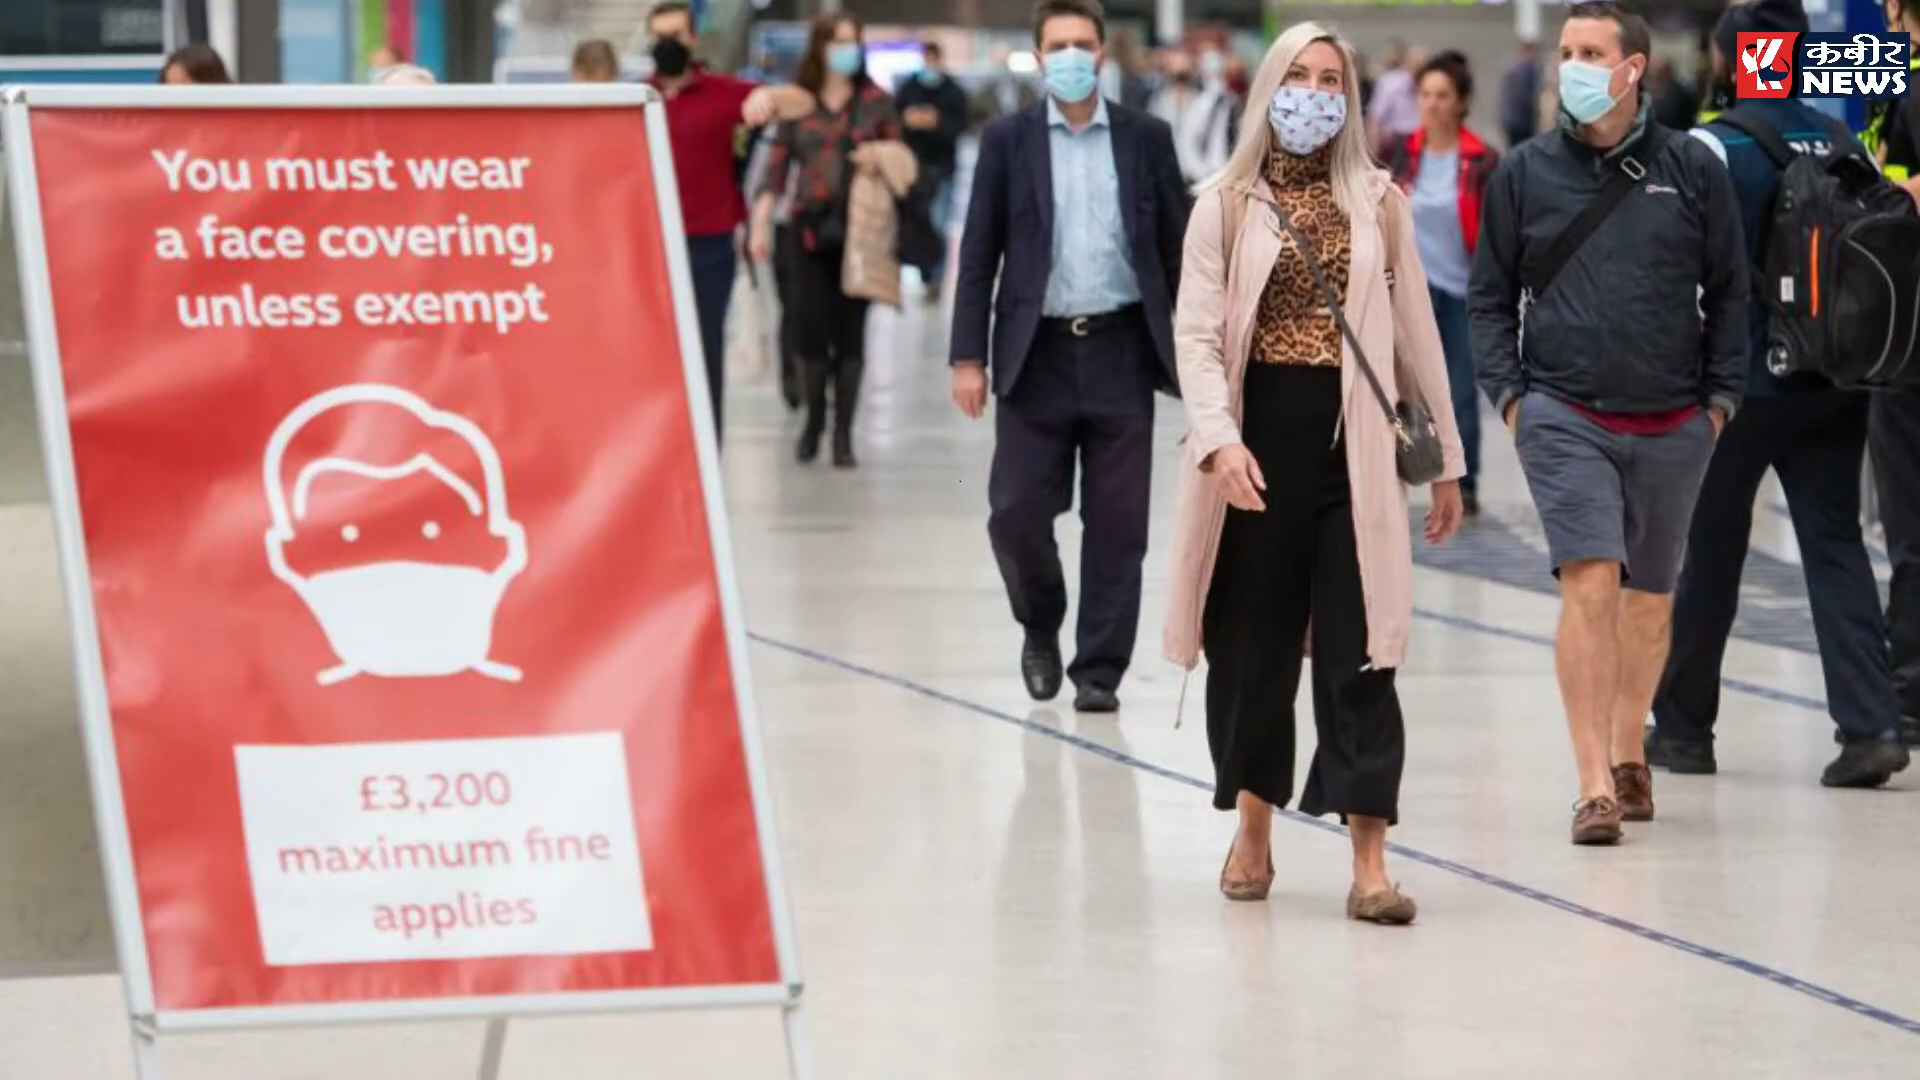 कबीर
NEWS
You must wear
a face covering,
unless exempt
£3,200
maximum fine
applies